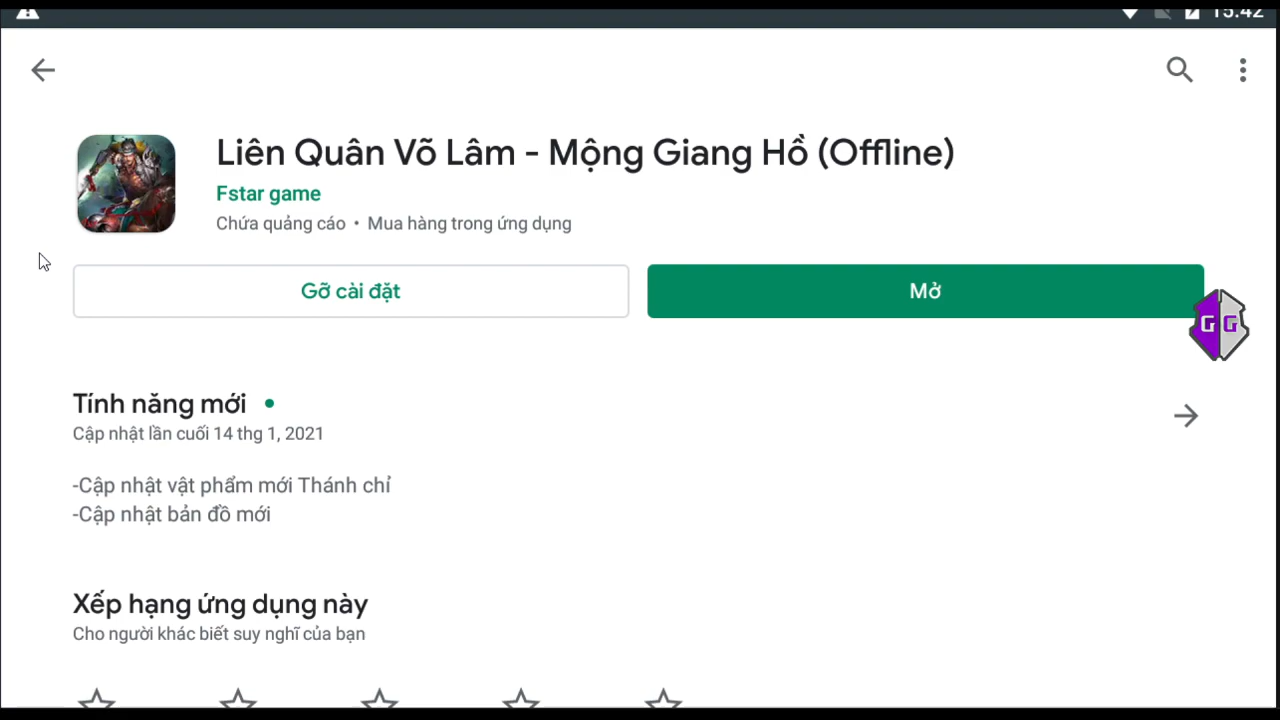 15:42
Liên Quân Võ Lâm - Mộng Giang Hồ (Offline)
Fstar game
Chứa quảng cáo • Mua hàng trong ứng dụng
Gỡ cài đặt
Mở
GG
Tính năng mới
Cập nhật lần cuối 14 thg 1, 2021
-Cập nhật vật phẩm mới Thánh chỉ
-Cập nhật bản đồ mới
Xếp hạng ứng dụng này
Cho người khác biết suy nghĩ của bạn